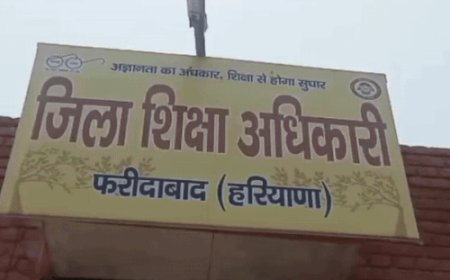 अज्ञानता का अंधकार, शिक्षा से होगा सुधार
जिला शिक्षा अधिकारी
फरीदाबाद (हरियाणा)